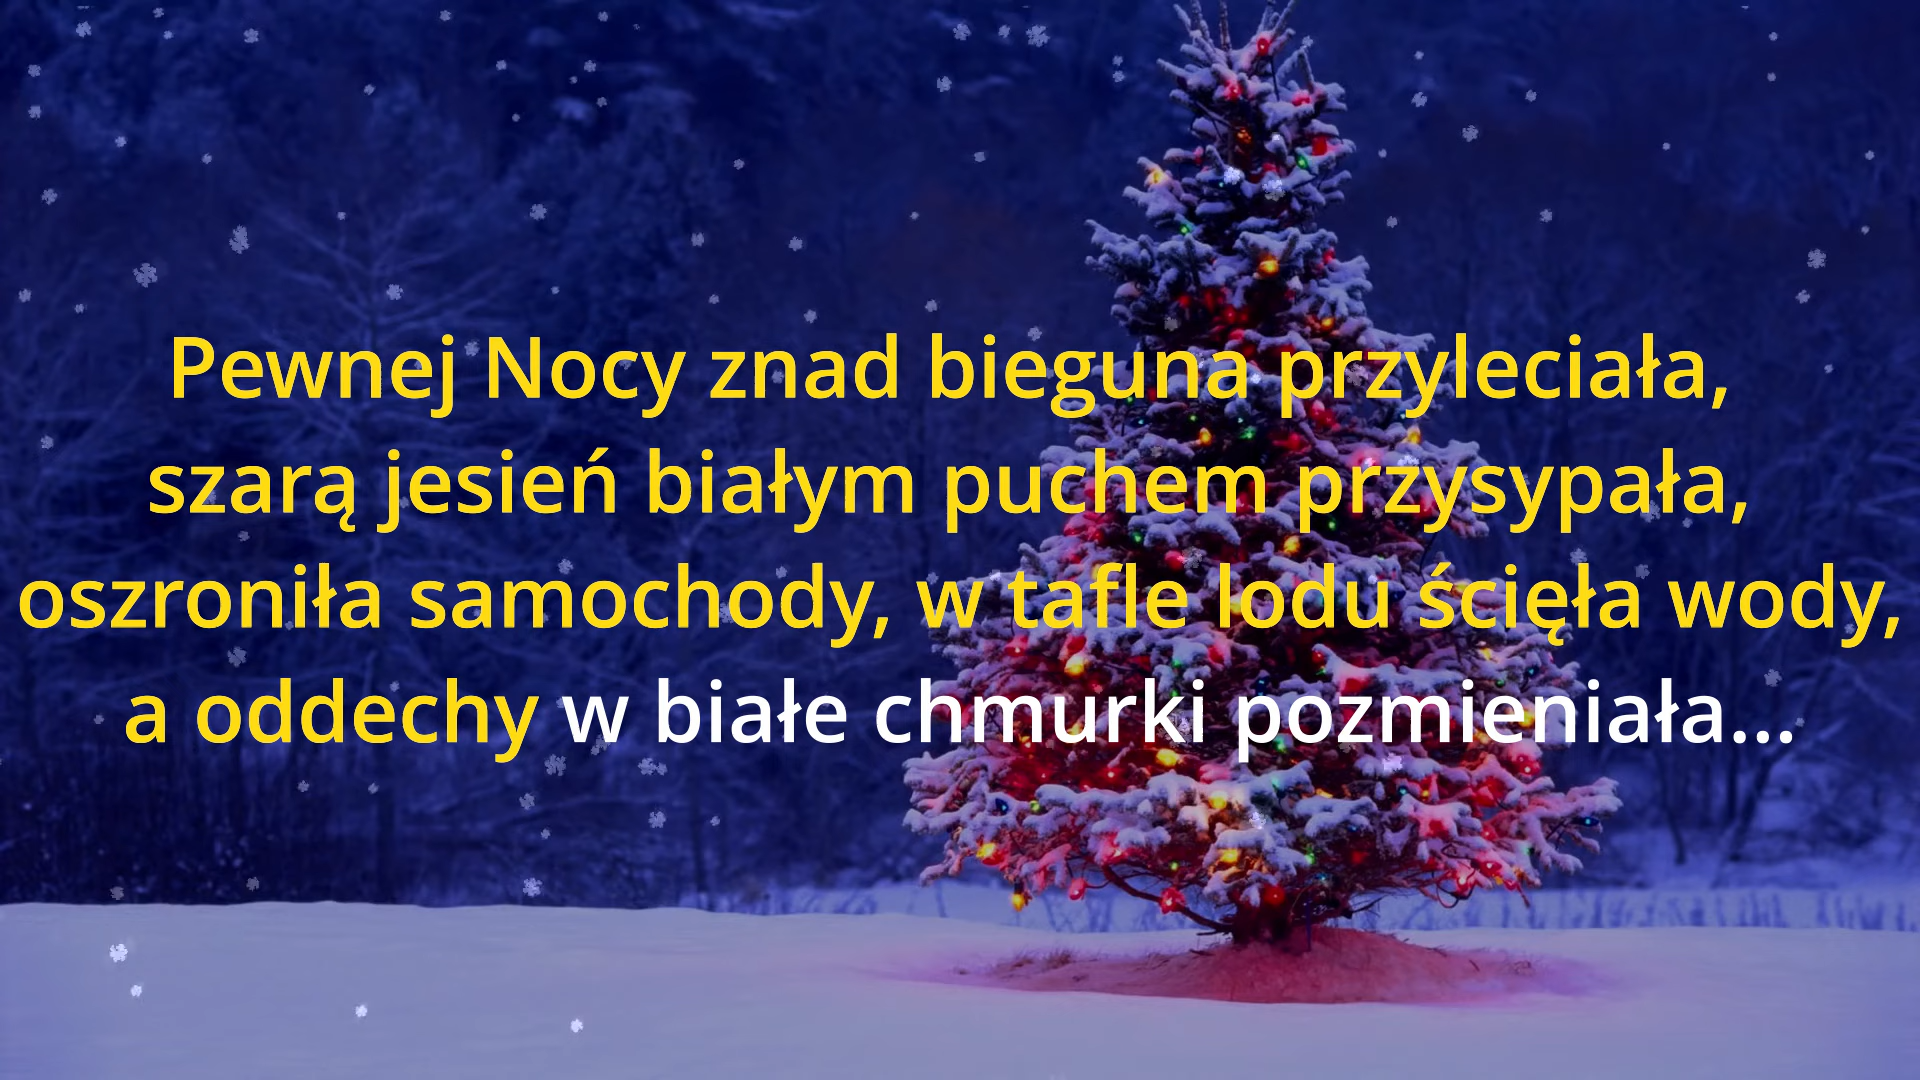 Pewnej Nocy znad bieguna przyleciała,
szarą jesień białym puchem przysypała,
oszroniła samochody, w tafle lodu ścięła wody,
a oddechy w białe chmurki pozmieniała...